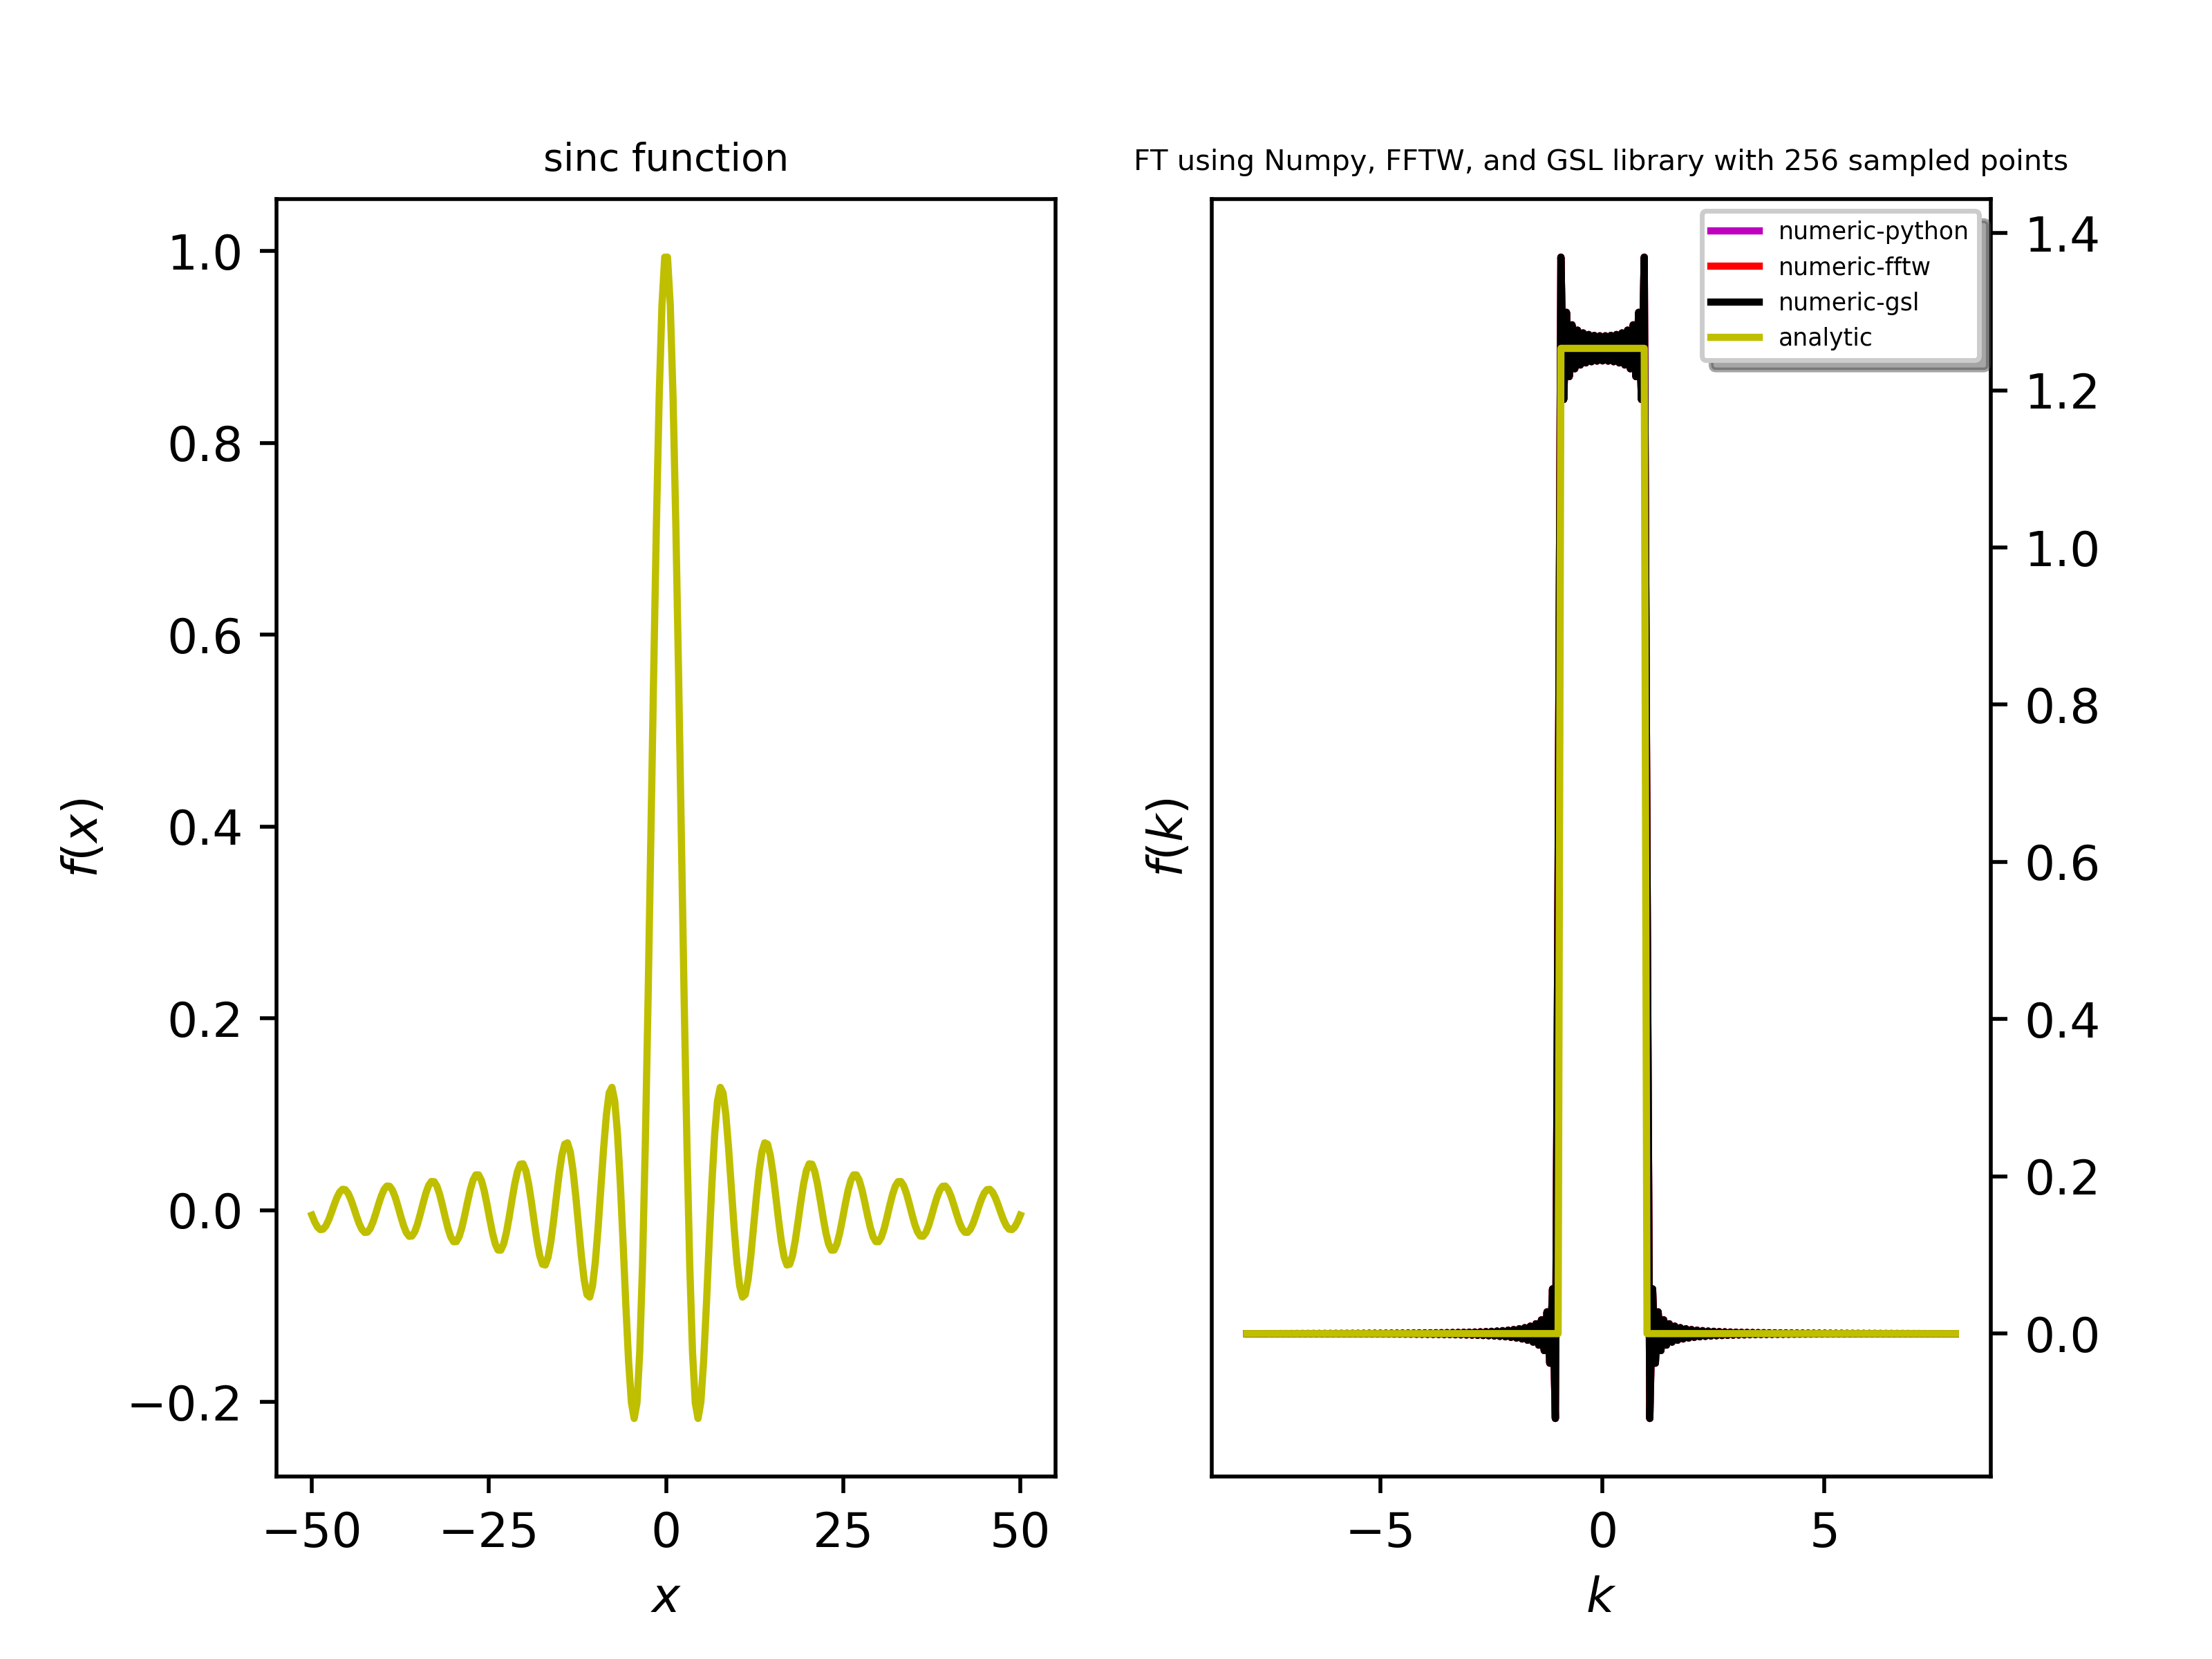 sinc function
FT using Numpy, FFTW, and GSL library with 256 sampled points
f(x)
1.0
0.8
0.6
0.4
0.2
0.0
−0.2
−50 −25 0 25 50
x
f(k)
numeric-python
numeric-fftw
numeric-gsl
analytic
1.4
1.2
1.0
0.8
0.6
0.4
0.2
0.0
−5 0 5
k